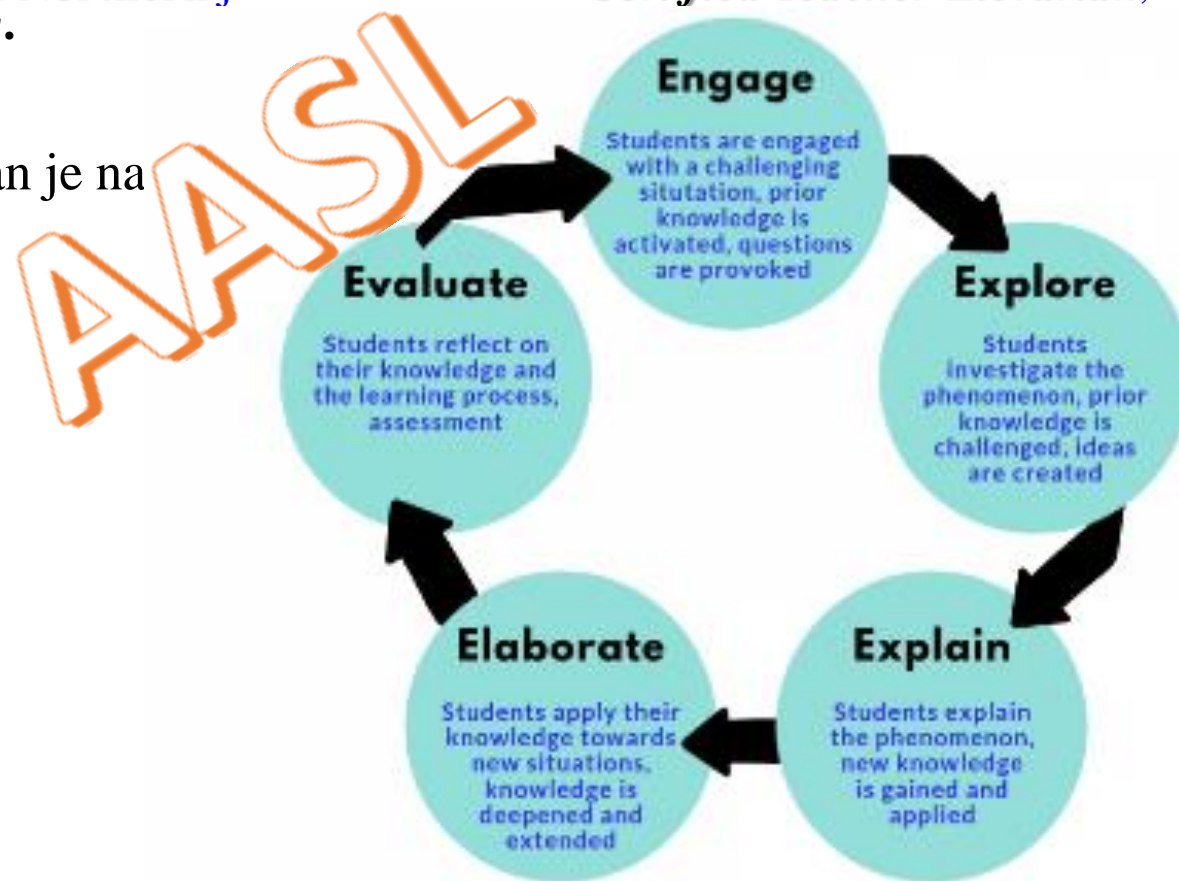 AASL
an je na
Engage
Students are engaged
with a challenging
situtation, prior
knowledge is
activated, questions
are provoked
Explore
Students
investigate the
phenomenon, prior
knowledge is
challenged, ideas
are created
Explain
Students explain
the phenomenon,
new knowledge
is gained and
applied
Elaborate
Students apply their
knowledge towards
new situations,
knowledge is
deepened and
extended
Evaluate
Students reflect on
their knowledge and
the learning process,
assessment